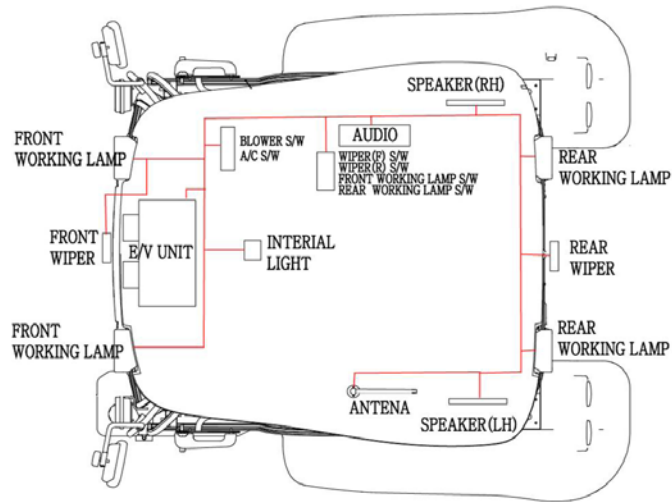 SPEAKER(RH)
FRONT
WORKING LAMP
BLOWER S/W
A/C S/W
AUDIO
WIPER(F) S/W
WIPER(R) S/W
FRONT WORKING LAMP S/W
REAR WORKING LAMP S/W
REAR
WORKING LAMP
FRONT
WIPER
E/V UNIT
INTERIAL
LIGHT
REAR
WIPER
FRONT
WORKING LAMP
REAR
WORKING LAMP
ANTENA
SPEAKER(LH)